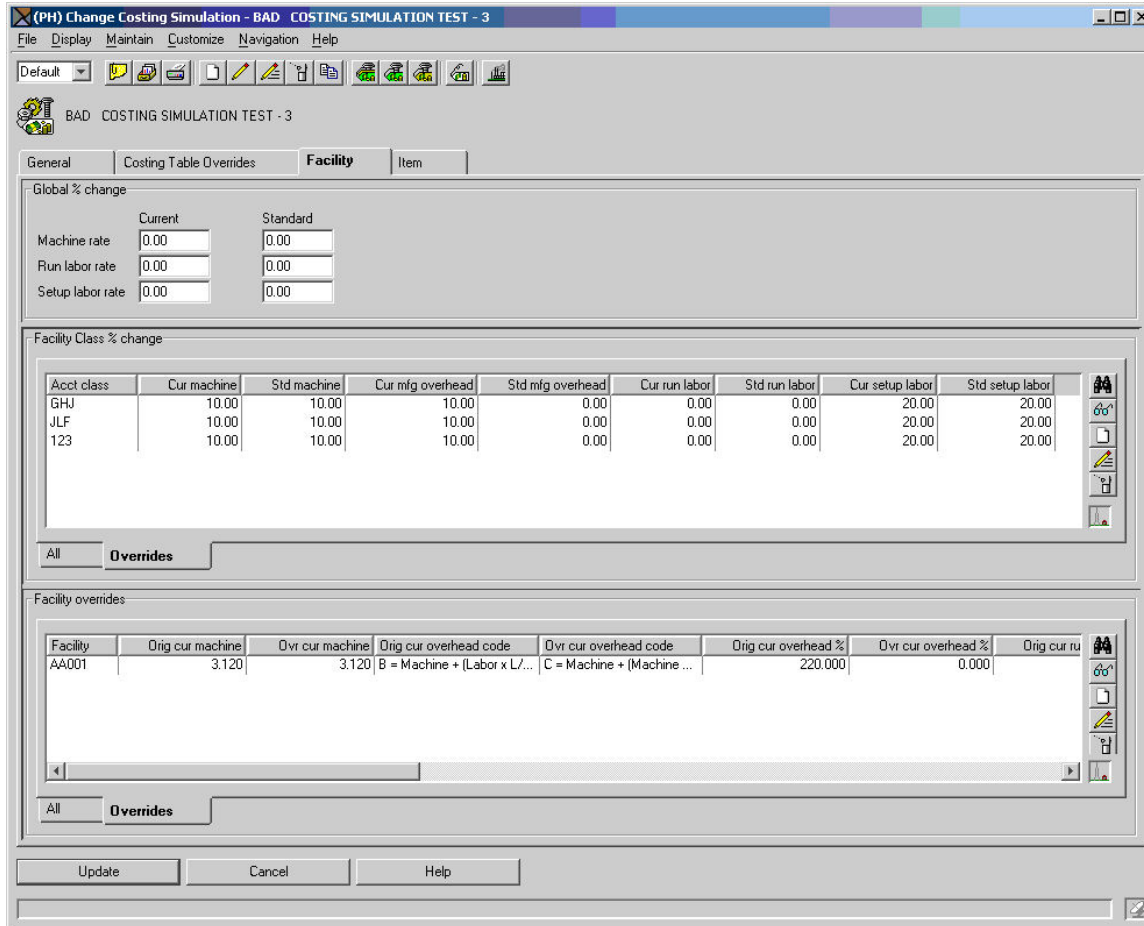 (PH) Change Costing Simulation - BAD COSTING SIMULATION TEST - 3
File Display Maintain Customize Navigation Help
Default
BAD COSTING SIMULATION TEST - 3
General Costing Table Overrides Facility Item
Global % change
Current Standard
Machine rate 0.00 0.00
Run labor rate 0.00 0.00
Setup labor rate 0.00 0.00
Facility Class % change
Acct class Cur machine Std machine Cur mfg overhead Std mfg overhead Cur run labor Std run labor Cur setup labor Std setup labor
GHJ 10.00 10.00 10.00 0.00 0.00 0.00 20.00 20.00
JLF 10.00 10.00 10.00 0.00 0.00 0.00 20.00 20.00
123 10.00 10.00 10.00 0.00 0.00 0.00 20.00 20.00
All Overrides
Facility overrides
Facility Orig cur machine Ovr cur machine Orig cur overhead code Ovr cur overhead code Orig cur overhead % Ovr cur overhead % Orig cur ru
AA001 3.120 3.120 B = Machine + (Labor x L/... C = Machine + (Machine ... 220.000 0.000
All Overrides
Update Cancel Help